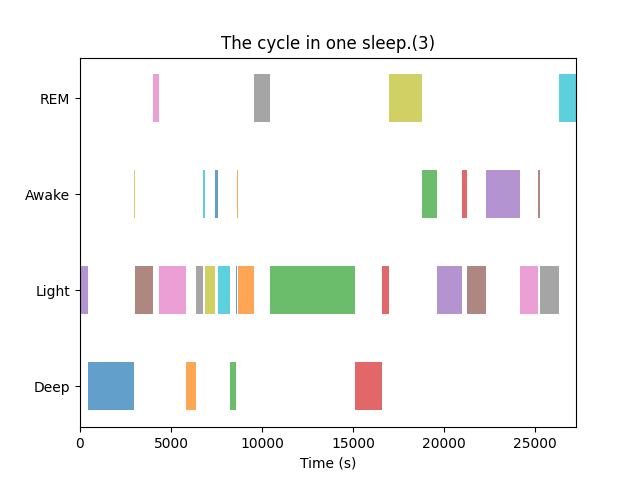 The cycle in one sleep.(3)
REM
Awake
Light
Deep
0 5000 10000 15000 20000 25000
Time (s)